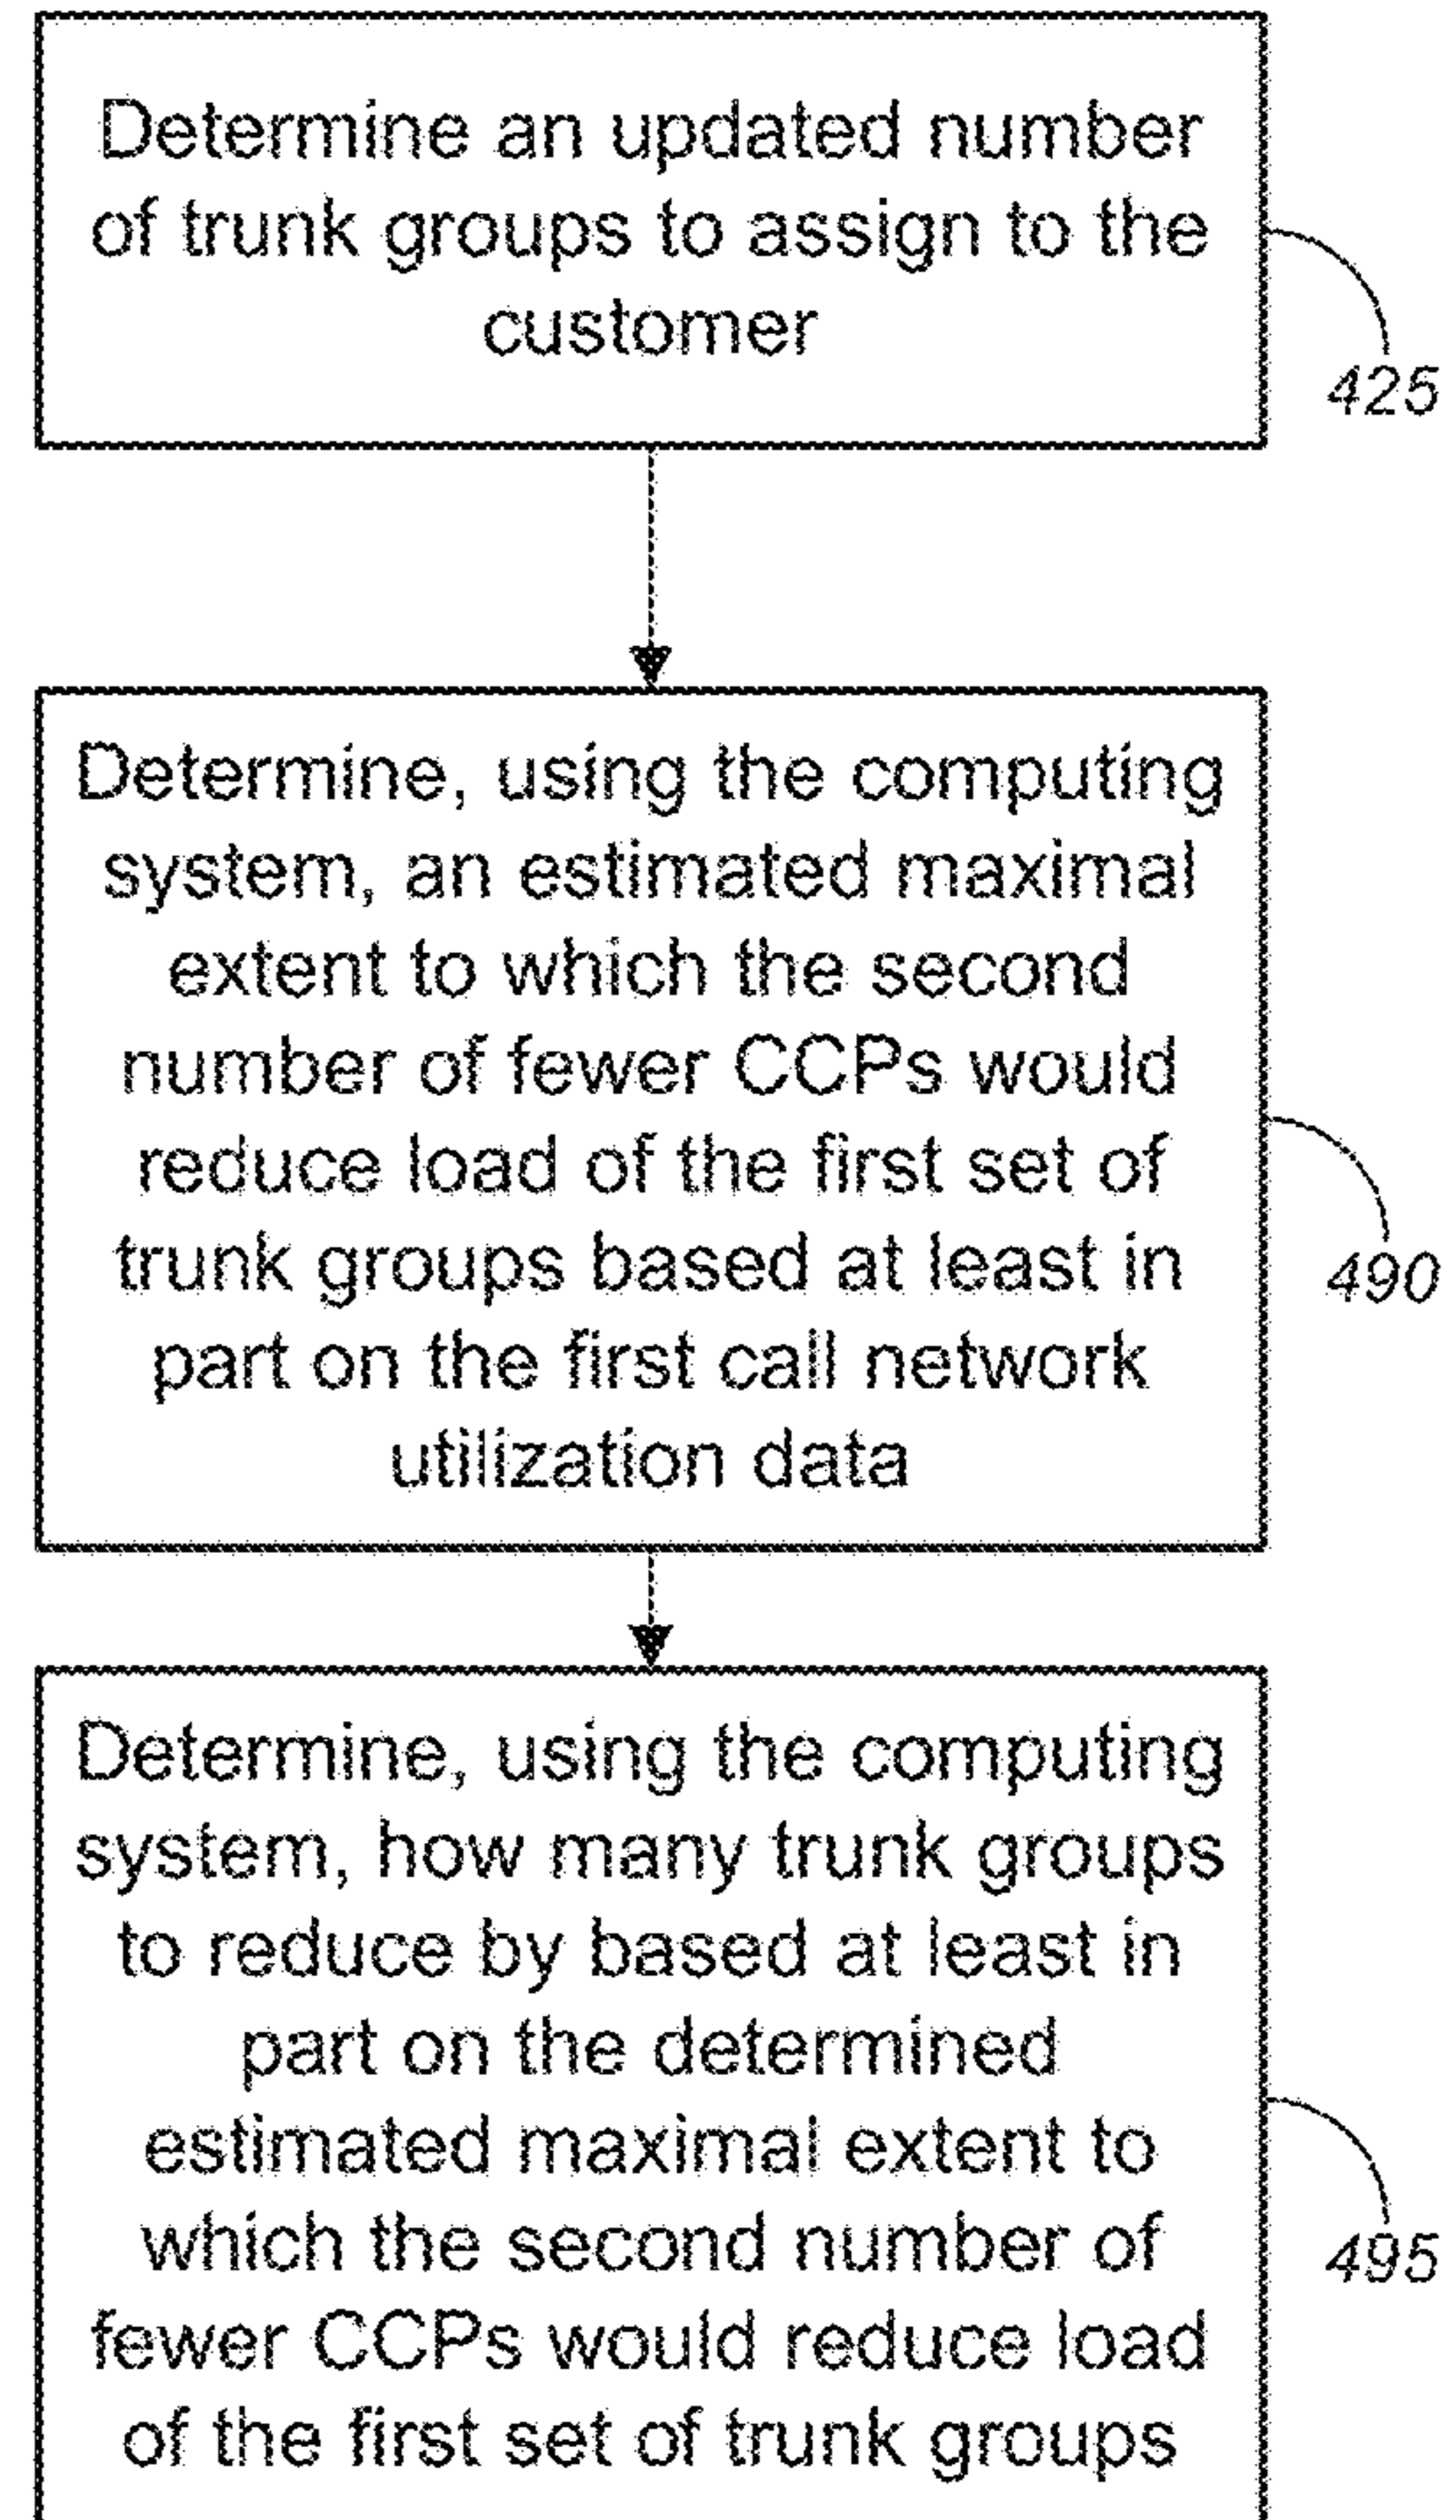 Determine an updated number
of trunk groups to assign to the
customer
425
Determine, using the computing
system, an estimated maximal
extent to which the second
number of fewer CCPs would
reduce load of the first set of
trunk groups based at least in
part on the first call network
utilization data
490
Determine, using the computing
system, how many trunk groups
to reduce by based at least in
part on the determined
estimated maximal extent to
which the second number of
fewer CCPs would reduce load
of the first set of trunk groups
495